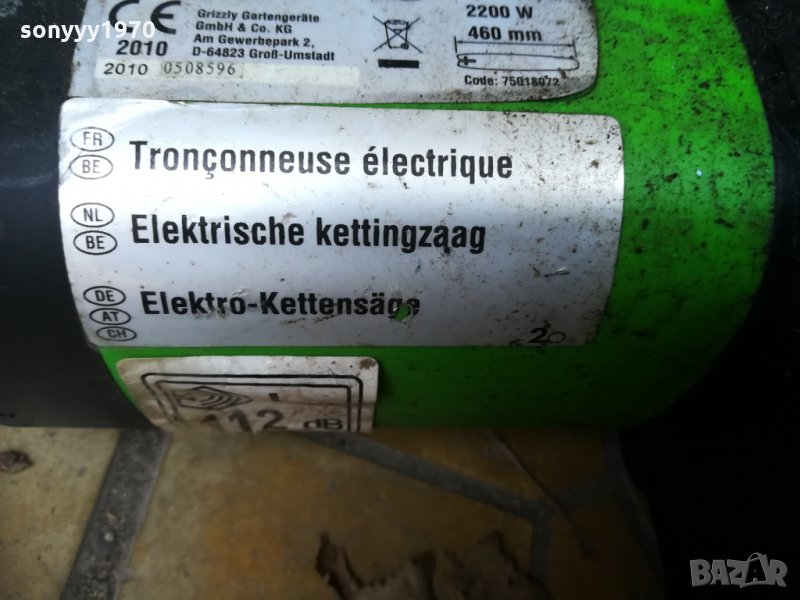 sonyyy1970
CE
2010
2010 0508596
Grizzly Gartengeräte
GmbH & Co. KG
Am Gewerbepark 2,
D-64823 Groß-Umstadt
2200 W
460 mm
Code: 75018072
FR
BE
Tronçonneuse électrique
NL
BE
Elektrische kettingzaag
DE
AT
CH
Elektro-Kettensäge
20
112 dB
BAZAR